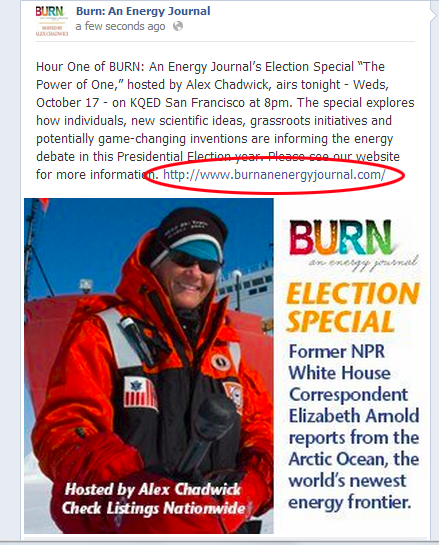 BURN
HOSTED BY
ALEX CHADWICK
Burn: An Energy Journal
a few seconds ago
Hour One of BURN: An Energy Journal’s Election Special “The
Power of One,” hosted by Alex Chadwick, airs tonight - Weds,
October 17 - on KQED San Francisco at 8pm. The special explores
how individuals, new scientific ideas, grassroots initiatives and
potentially game-changing inventions are informing the energy
debate in this Presidential Election year. Please see our website
for more information. http://www.burnanenergyjournal.com/
BURN
an energy journal
ELECTION
SPECIAL
Former NPR
White House
Correspondent
Elizabeth Arnold
reports from the
Arctic Ocean, the
world's newest
energy frontier.
Hosted by Alex Chadwick
Check Listings Nationwide